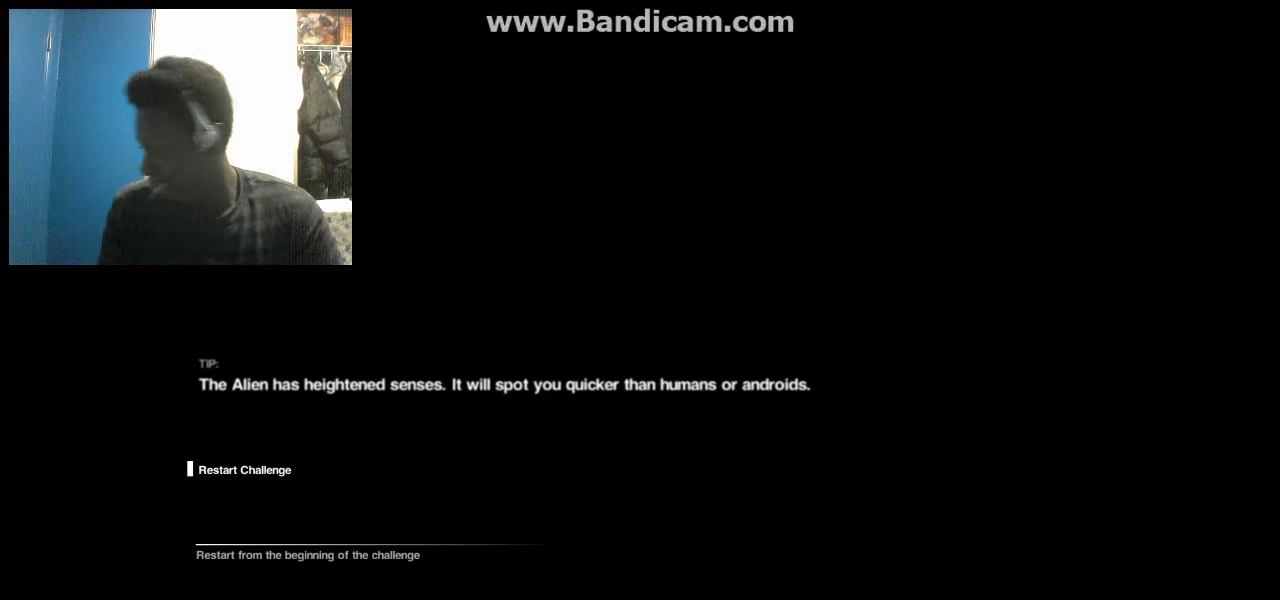 www.Bandicam.com
TIP:
The Alien has heightened senses. It will spot you quicker than humans or androids.
Restart Challenge
Restart from the beginning of the challenge